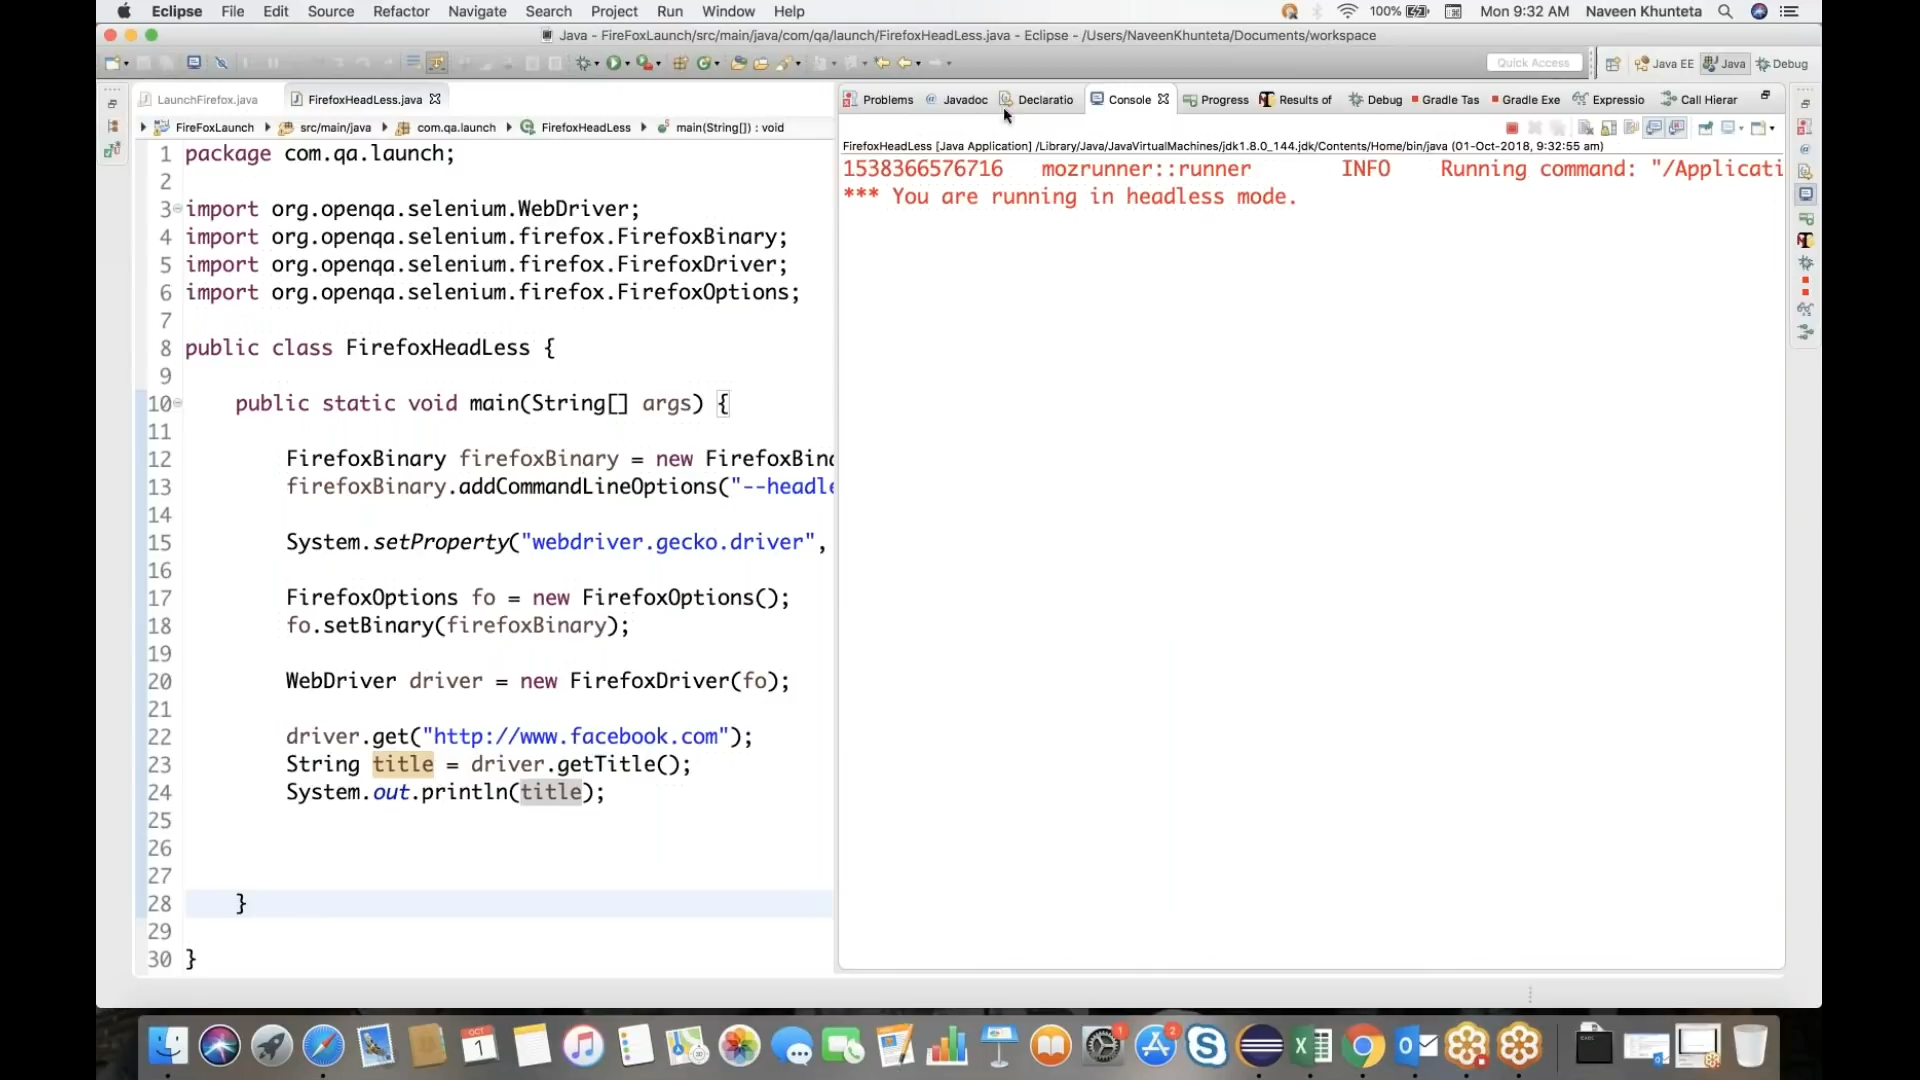 Eclipse File Edit Source Refactor Navigate Search Project Run Window Help
100% Mon 9:32 AM Naveen Khunteta
Java - FireFoxLaunch/src/main/java/com/qa/launch/FirefoxHeadLess.java - Eclipse - /Users/NaveenKhunteta/Documents/workspace
Quick Access Java EE Java Debug
LaunchFirefox.java FirefoxHeadLess.java
Problems Javadoc Declaratio Console Progress Results of Debug Gradle Tas Gradle Exe Expressio Call Hierar
FireFoxLaunch src/main/java com.qa.launch FirefoxHeadLess main(String[]) : void
FirefoxHeadLess [Java Application] /Library/Java/JavaVirtualMachines/jdk1.8.0_144.jdk/Contents/Home/bin/java (01-Oct-2018, 9:32:55 am)
1538366576716 mozrunner::runner INFO Running command: "/Applicati
*** You are running in headless mode.
1 package com.qa.launch;
2
3 import org.openqa.selenium.WebDriver;
4 import org.openqa.selenium.firefox.FirefoxBinary;
5 import org.openqa.selenium.firefox.FirefoxDriver;
6 import org.openqa.selenium.firefox.FirefoxOptions;
7
8 public class FirefoxHeadLess {
9
10 public static void main(String[] args) {
11
12 FirefoxBinary firefoxBinary = new FirefoxBina
13 firefoxBinary.addCommandLineOptions("--headle
14
15 System.setProperty("webdriver.gecko.driver",
16
17 FirefoxOptions fo = new FirefoxOptions();
18 fo.setBinary(firefoxBinary);
19
20 WebDriver driver = new FirefoxDriver(fo);
21
22 driver.get("http://www.facebook.com");
23 String title = driver.getTitle();
24 System.out.println(title);
25
26
27
28 }
29
30 }
OCT
1
1
2